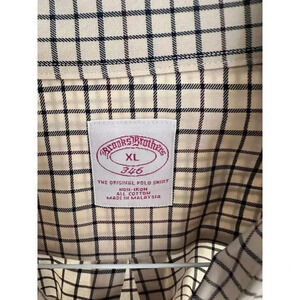 Brooks Brothers
XL
346
THE ORIGINAL POLO SHIRT
NON-IRON
ALL COTTON
MADE IN MALAYSIA